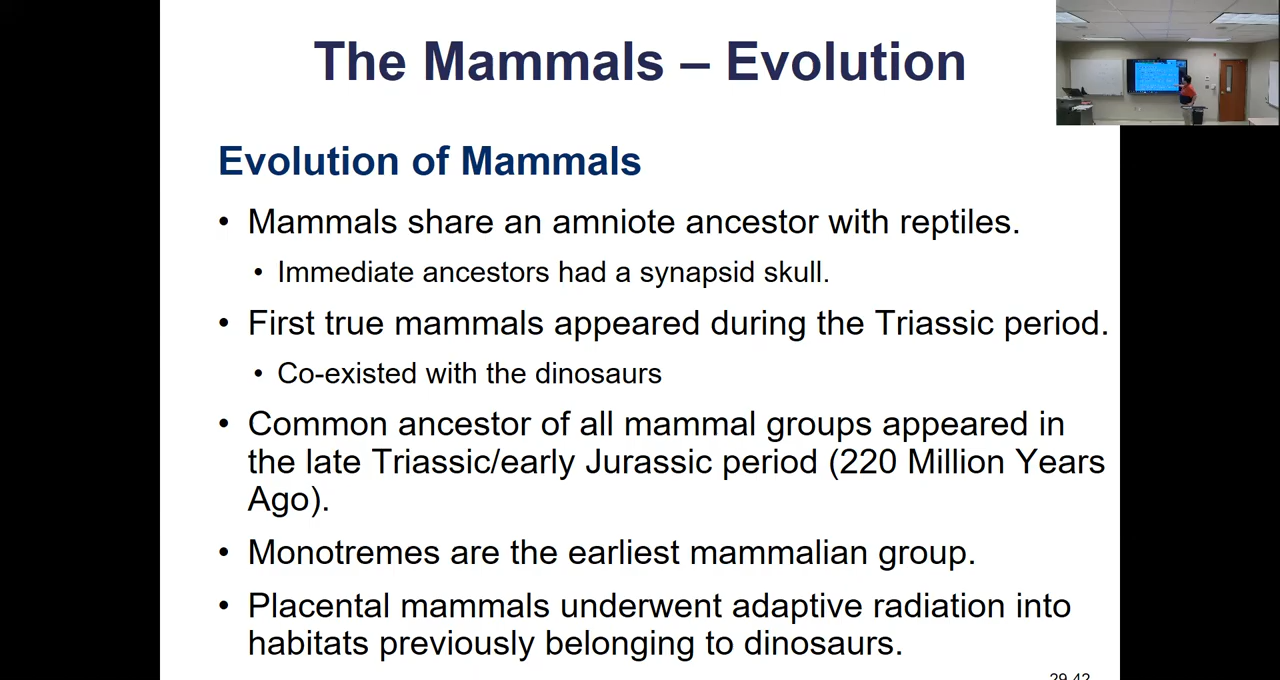 The Mammals – Evolution
Evolution of Mammals
• Mammals share an amniote ancestor with reptiles.
• Immediate ancestors had a synapsid skull.
• First true mammals appeared during the Triassic period.
• Co-existed with the dinosaurs
• Common ancestor of all mammal groups appeared in
the late Triassic/early Jurassic period (220 Million Years
Ago).
• Monotremes are the earliest mammalian group.
• Placental mammals underwent adaptive radiation into
habitats previously belonging to dinosaurs.
29-42